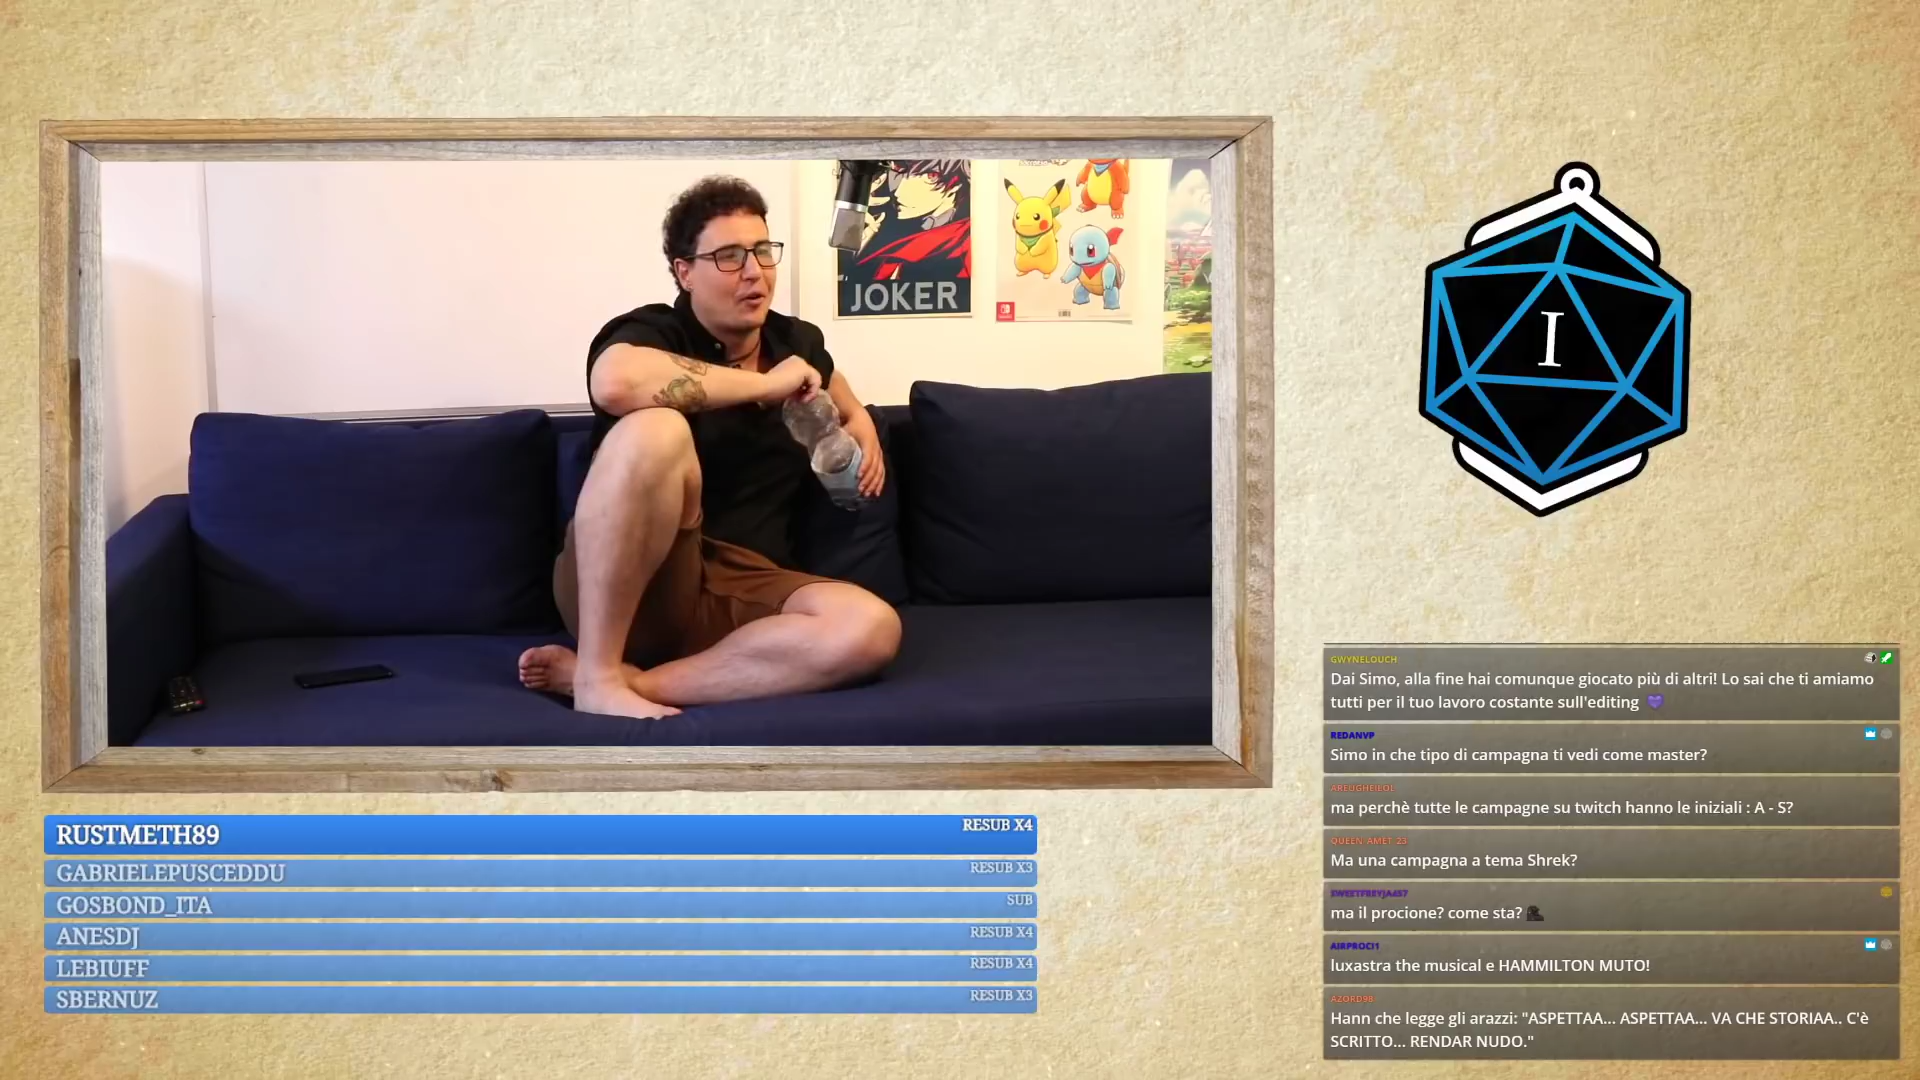 JOKER
I
RUSTMETH89 RESUB X4
GABRIELEPUSCEDDU RESUB X3
GOSBOND_ITA SUB
ANESDJ RESUB X4
LEBIUFF RESUB X4
SBERNUZ RESUB X3
GWYNELOUCH
Dai Simo, alla fine hai comunque giocato più di altri! Lo sai che ti amiamo
tutti per il tuo lavoro costante sull'editing
REDANVP
Simo in che tipo di campagna ti vedi come master?
AREUGHEILOL
ma perchè tutte le campagne su twitch hanno le iniziali : A - S?
QUEEN_AMET_23
Ma una campagna a tema Shrek?
ma il procione? come sta?
AIRPROCI1
luxastra the musical e HAMMILTON MUTO!
AZORD98
Hann che legge gli arazzi: "ASPETTAA... ASPETTAA... VA CHE STORIAA.. C'è
SCRITTO... RENDAR NUDO."